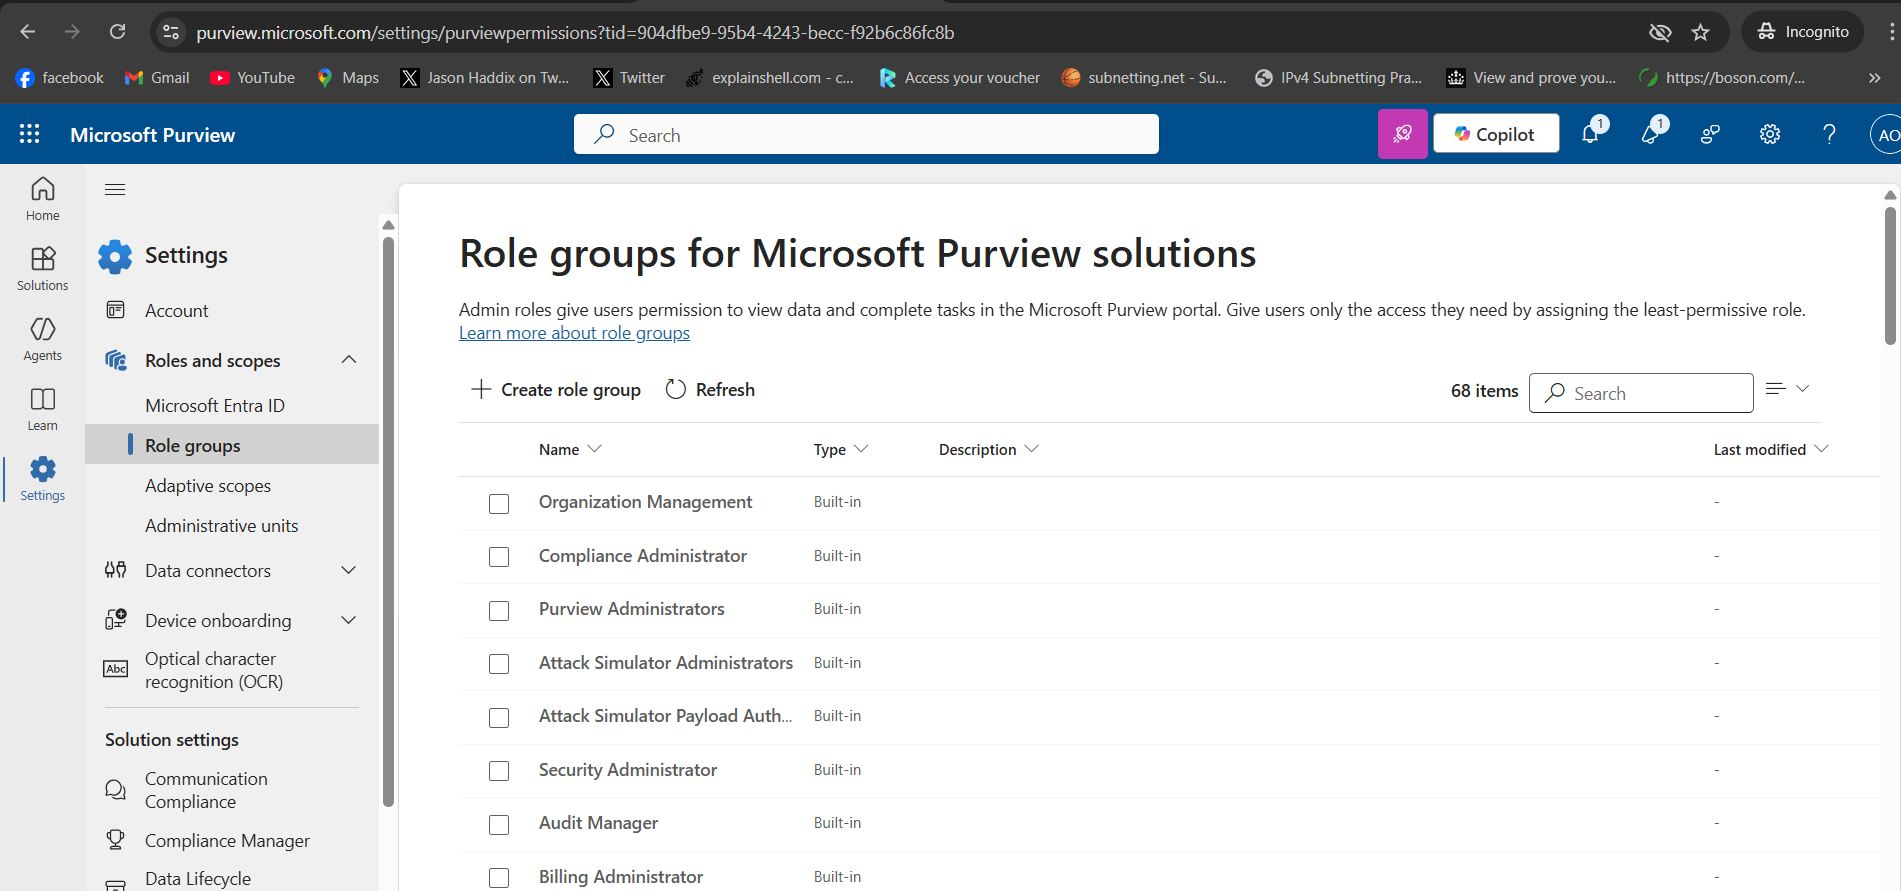 purview.microsoft.com/settings/purviewpermissions?tid=904dfbe9-95b4-4243-becc-f92b6c86fc8b
Incognito
facebook
Gmail
YouTube
Maps
Jason Haddix on Tw...
Twitter
explainshell.com - c...
Access your voucher
subnetting.net - Su...
IPv4 Subnetting Pra...
View and prove you...
https://boson.com/...
»
Microsoft Purview
Search
Copilot
1
1
?
AO
Home
Solutions
Agents
Learn
Settings
Settings
Account
Roles and scopes
Microsoft Entra ID
Role groups
Adaptive scopes
Administrative units
Data connectors
Device onboarding
Abc
Optical character
recognition (OCR)
Solution settings
Communication
Compliance
Compliance Manager
Data Lifecycle
Role groups for Microsoft Purview solutions
Admin roles give users permission to view data and complete tasks in the Microsoft Purview portal. Give users only the access they need by assigning the least-permissive role.
Learn more about role groups
Create role group
Refresh
68 items
Search
Name Type Description Last modified
Organization Management Built-in -
Compliance Administrator Built-in -
Purview Administrators Built-in -
Attack Simulator Administrators Built-in -
Attack Simulator Payload Auth... Built-in -
Security Administrator Built-in -
Audit Manager Built-in -
Billing Administrator Built-in -